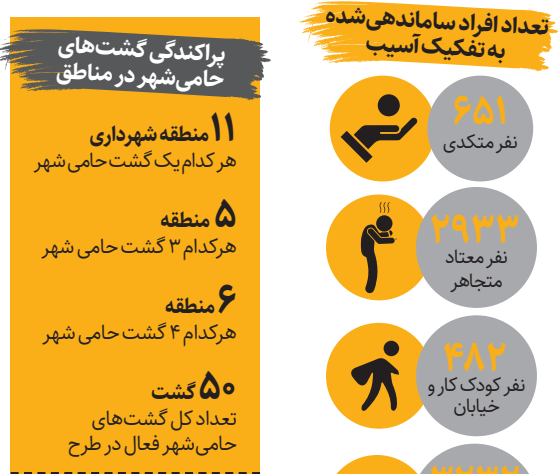 تعداد افراد ساماندهی‌شده
به تفکیک آسیب
۶۵۱
نفر متکدی
۲۹۳۳
نفر معتاد
متجاهر
۴۸۲
نفر کودک کار و
خیابان
پراکندگی گشت‌های
حامی‌شهر در مناطق
۱۱ منطقه شهرداری
هر کدام یک گشت حامی شهر
۵ منطقه
هرکدام ۳ گشت حامی شهر
۶ منطقه
هرکدام ۴ گشت حامی شهر
۵۰ گشت
تعداد کل گشت‌های
حامی‌شهر فعال در طرح